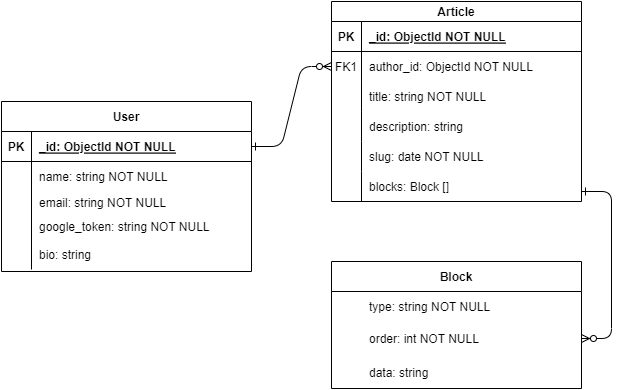 Article
PK _id: ObjectId NOT NULL
FK1 author_id: ObjectId NOT NULL
title: string NOT NULL
description: string
slug: date NOT NULL
blocks: Block []
User
PK _id: ObjectId NOT NULL
name: string NOT NULL
email: string NOT NULL
google_token: string NOT NULL
bio: string
Block
type: string NOT NULL
order: int NOT NULL
data: string